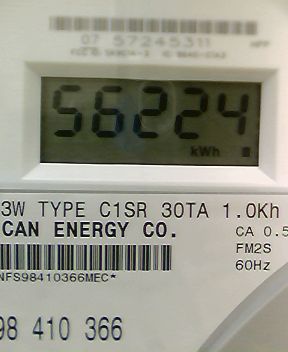 07 57245311
56224
kWh
3W TYPE C1SR 30TA 1.0Kh
CAN ENERGY CO.
CA 0.5
FM2S
60Hz
NFS98410366MEC*
98 410 366